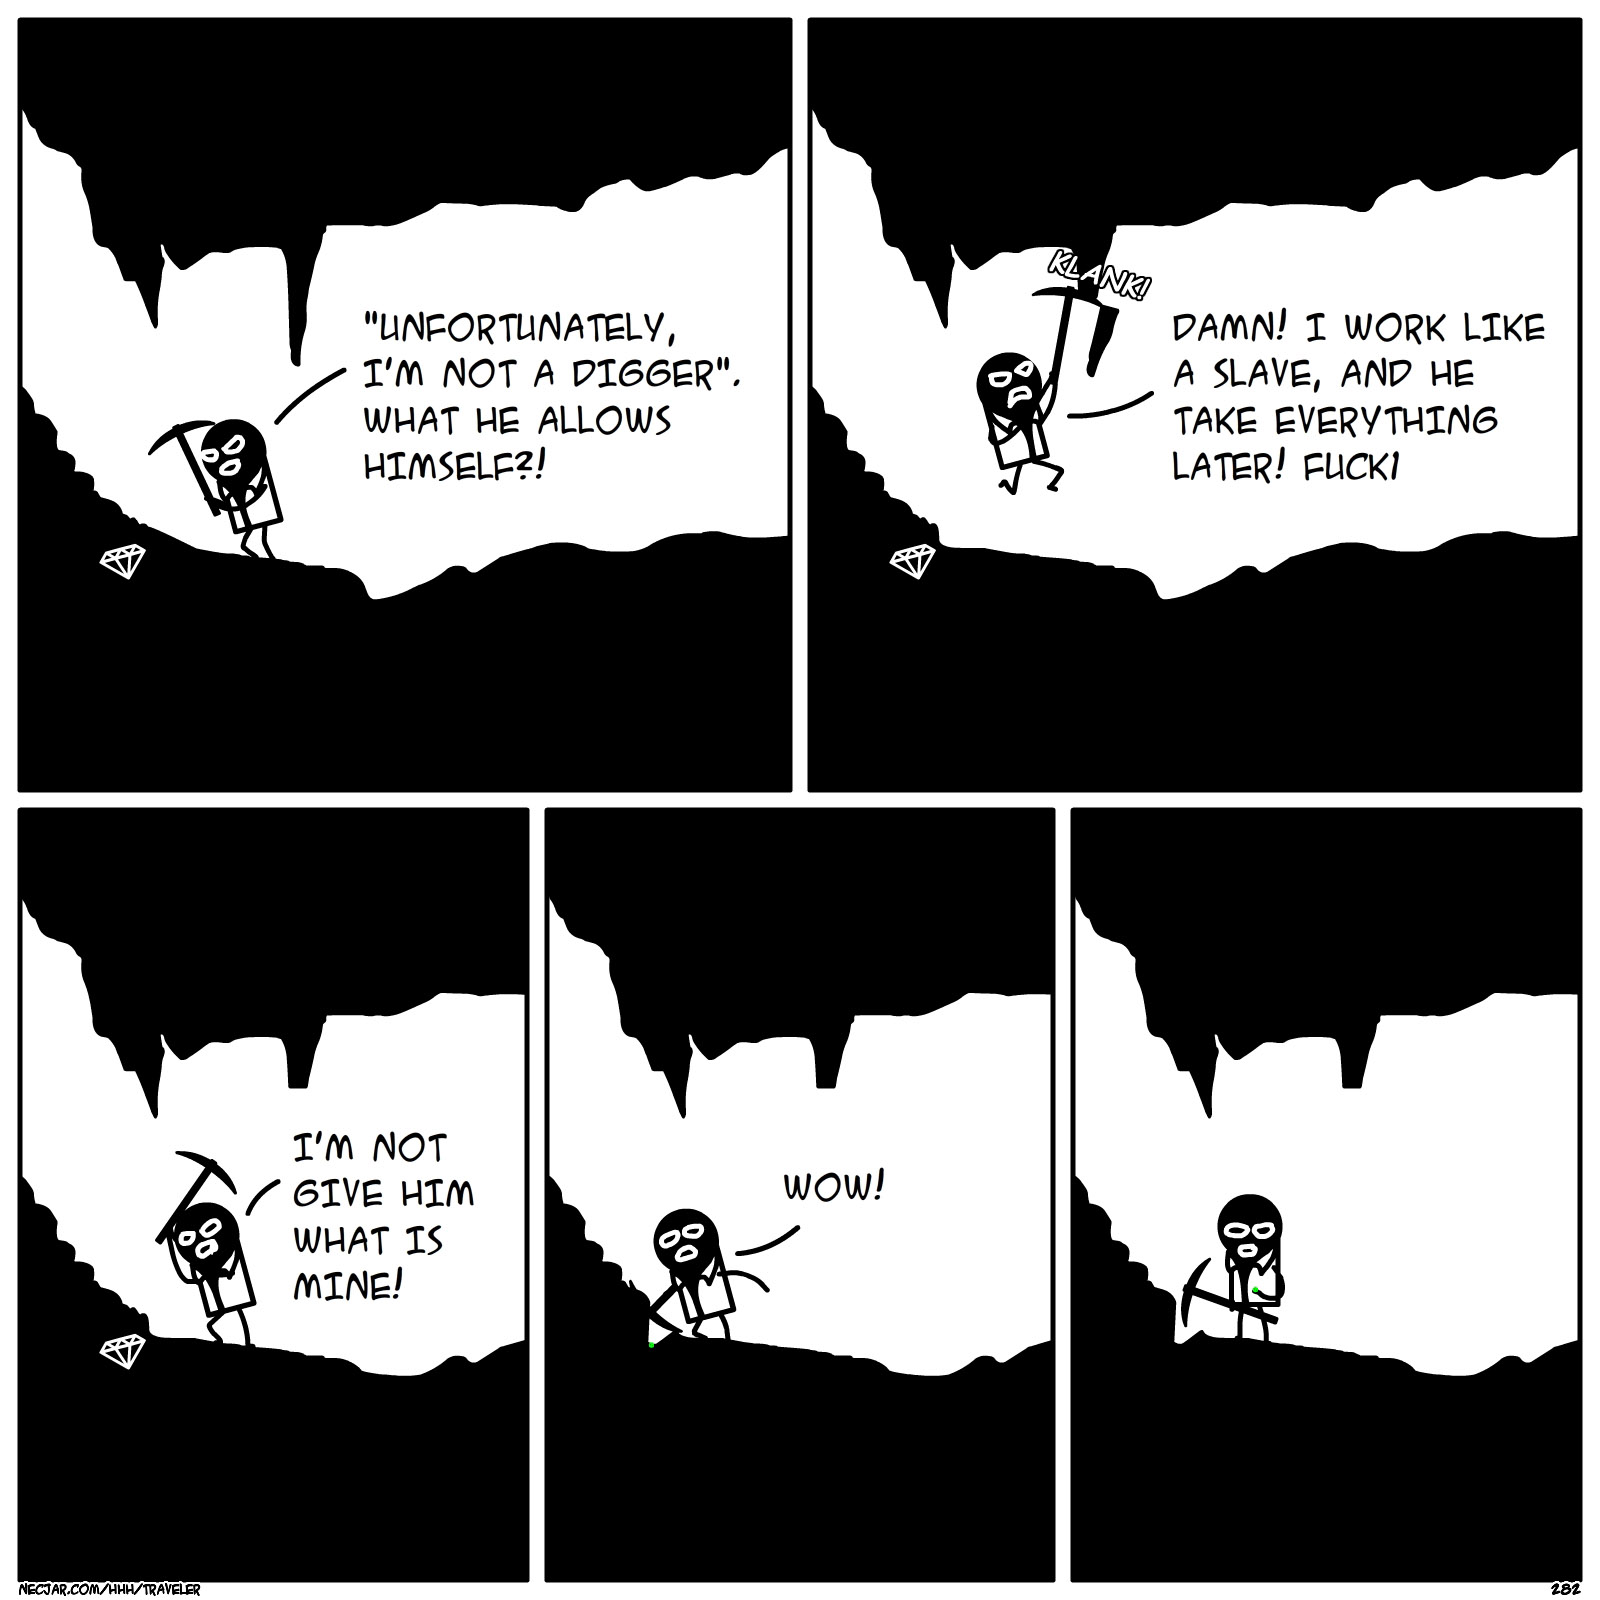 "UNFORTUNATELY,
I'M NOT A DIGGER".
WHAT HE ALLOWS
HIMSELF?!
KLANK!
DAMN! I WORK LIKE
A SLAVE, AND HE
TAKE EVERYTHING
LATER! FUCK1
I'M NOT
GIVE HIM
WHAT IS
MINE!
WOW!
NECJAR.COM/HHH/TRAVELER
282